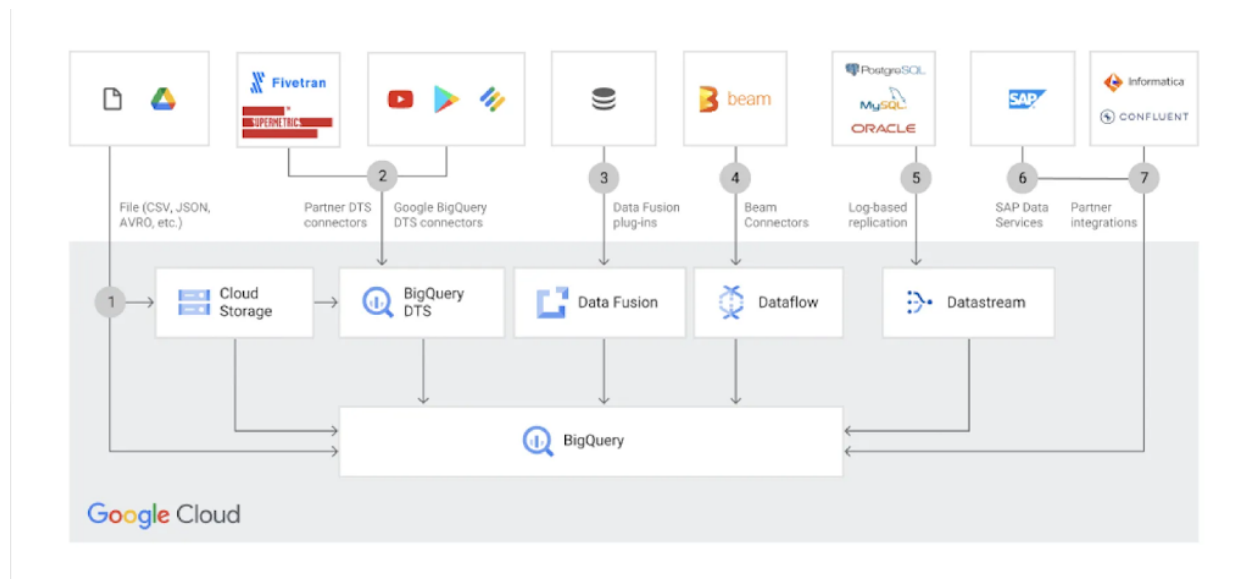 Fivetran
SUPERMETRICS
beam
PostgreSQL
MySQL
ORACLE
SAP
Informatica
CONFLUENT
2
3
4
5
6
7
File (CSV, JSON,
AVRO, etc.)
Partner DTS
connectors
Google BigQuery
DTS connectors
Data Fusion
plug-ins
Beam
Connectors
Log-based
replication
SAP Data
Services
Partner
integrations
1
Cloud
Storage
BigQuery
DTS
Data Fusion
Dataflow
Datastream
BigQuery
Google Cloud